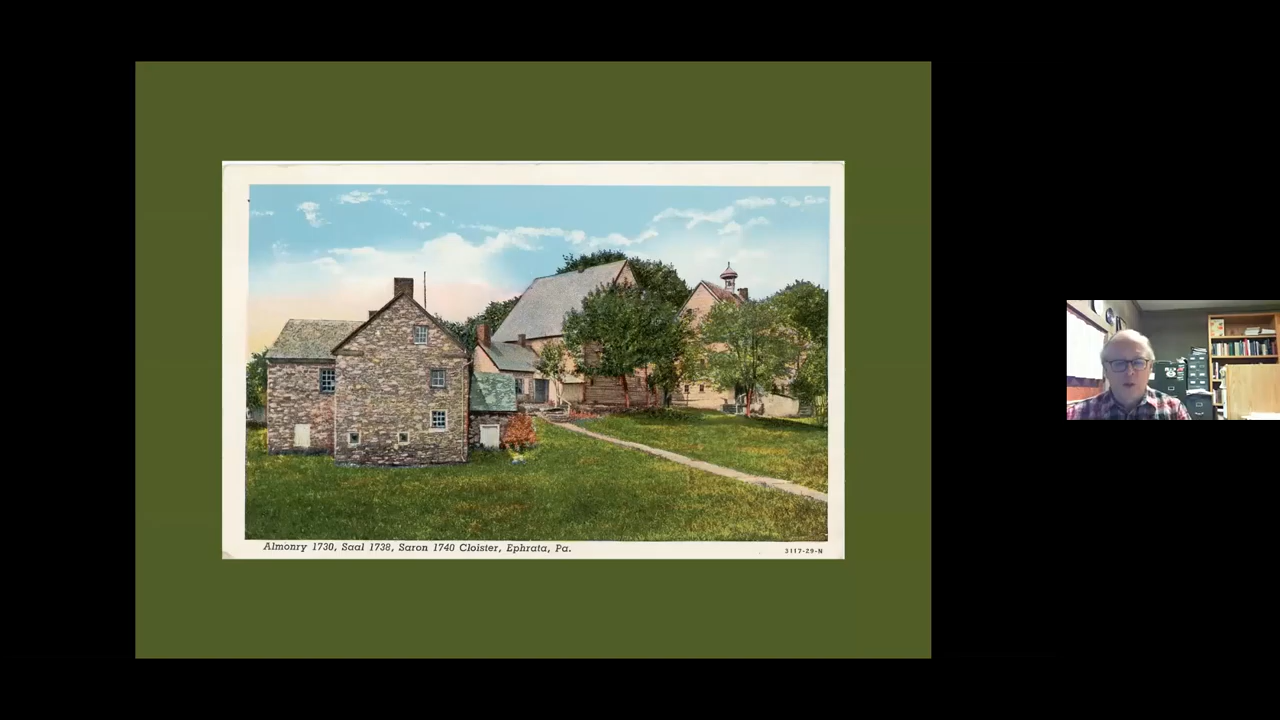 Almonry 1730, Saal 1738, Saron 1740 Cloister, Ephrata, Pa.
3117-29-N